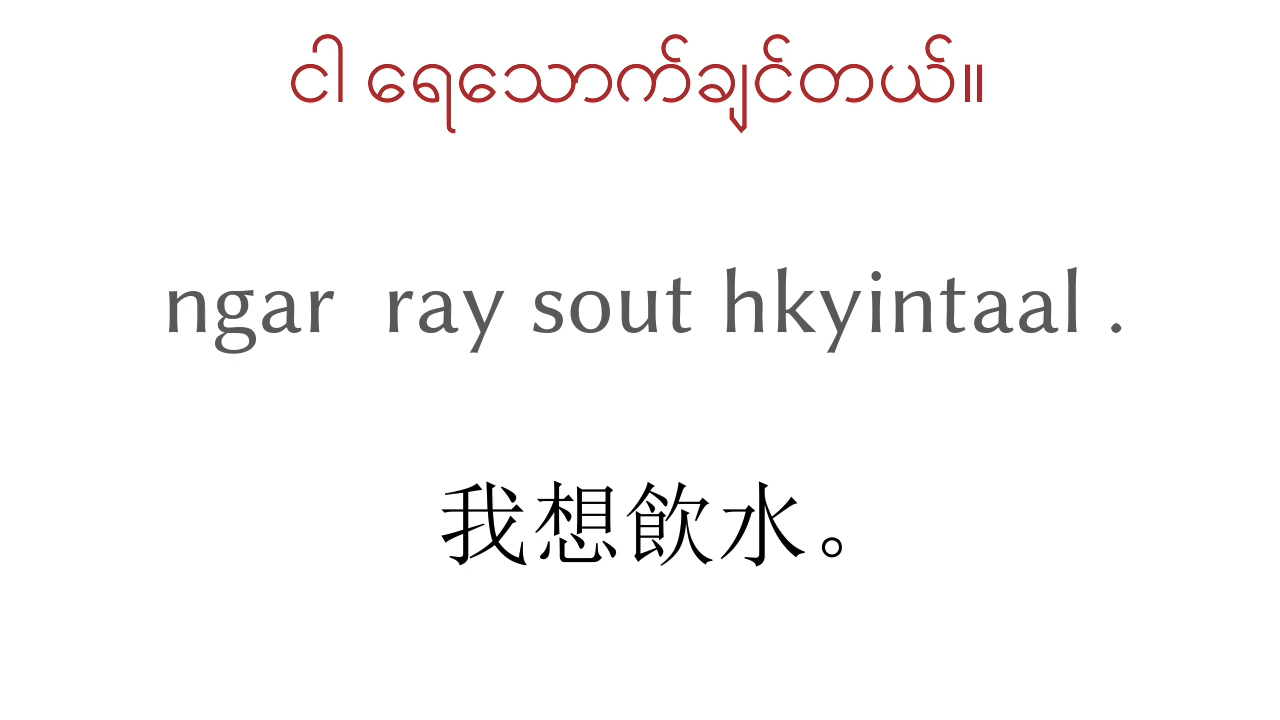 ငါ ရေသောက်ချင်တယ်။
ngar  ray sout hkyintaal .
我想飲水。